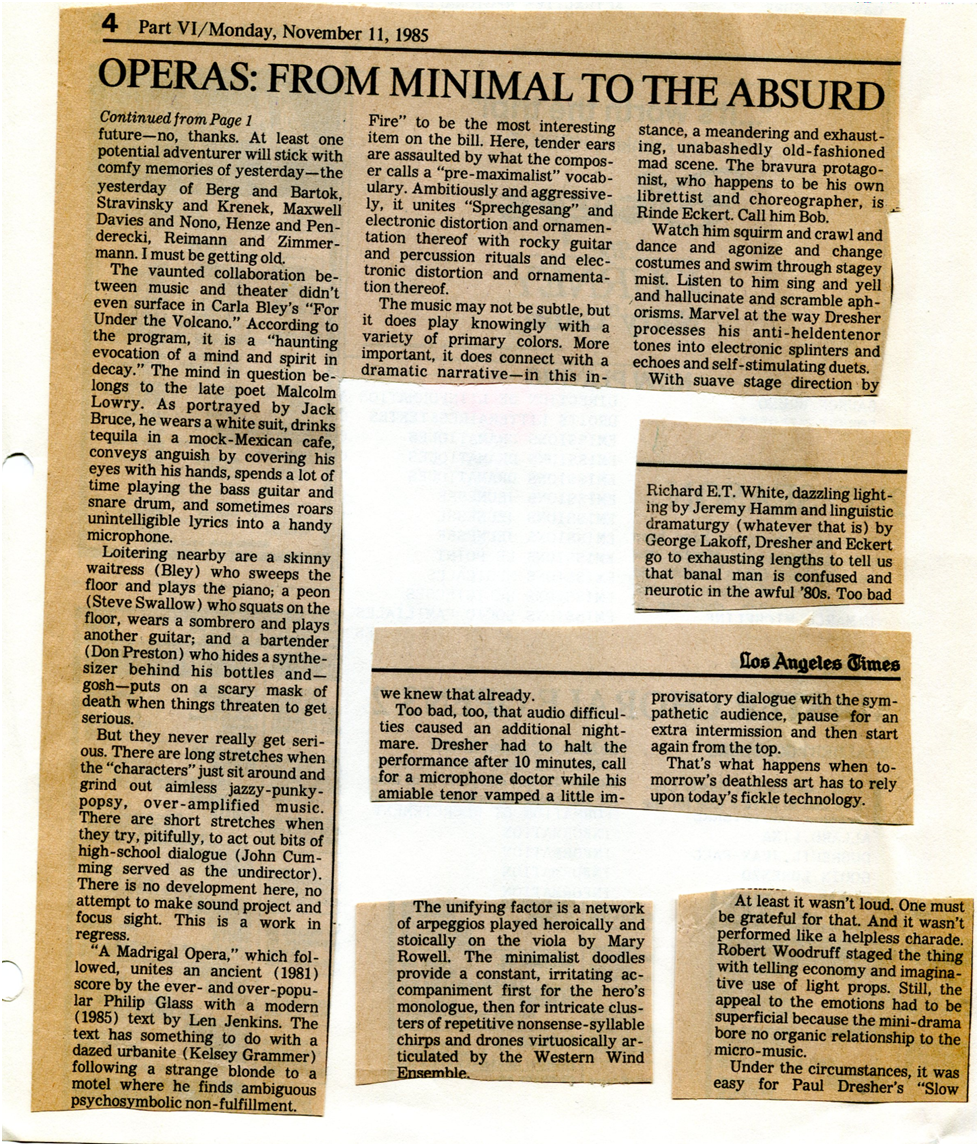 4 Part VI/Monday, November 11, 1985
OPERAS: FROM MINIMAL TO THE ABSURD
Continued from Page 1
future—no, thanks. At least one
potential adventurer will stick with
comfy memories of yesterday—the
yesterday of Berg and Bartok,
Stravinsky and Krenek, Maxwell
Davies and Nono, Henze and Pen-
derecki, Reimann and Zimmer-
mann. I must be getting old.
The vaunted collaboration be-
tween music and theater didn't
even surface in Carla Bley's "For
Under the Volcano." According to
the program, it is a "haunting
evocation of a mind and spirit in
decay." The mind in question be-
longs to the late poet Malcolm
Lowry. As portrayed by Jack
Bruce, he wears a white suit, drinks
tequila in a mock-Mexican cafe,
conveys anguish by covering his
eyes with his hands, spends a lot of
time playing the bass guitar and
snare drum, and sometimes roars
unintelligible lyrics into a handy
microphone.
Loitering nearby are a skinny
waitress (Bley) who sweeps the
floor and plays the piano; a peon
(Steve Swallow) who squats on the
floor, wears a sombrero and plays
another guitar; and a bartender
(Don Preston) who hides a synthe-
sizer behind his bottles and—
gosh—puts on a scary mask of
death when things threaten to get
serious.
But they never really get seri-
ous. There are long stretches when
the "characters" just sit around and
grind out aimless jazzy-punky-
popsy, over-amplified music.
There are short stretches when
they try, pitifully, to act out bits of
high-school dialogue (John Cum-
ming served as the undirector).
There is no development here, no
attempt to make sound project and
focus sight. This is a work in
regress.
"A Madrigal Opera," which fol-
lowed, unites an ancient (1981)
score by the ever- and over-popu-
lar Philip Glass with a modern
(1985) text by Len Jenkins. The
text has something to do with a
dazed urbanite (Kelsey Grammer)
following a strange blonde to a
motel where he finds ambiguous
psychosymbolic non-fulfillment.
Fire" to be the most interesting
item on the bill. Here, tender ears
are assaulted by what the compos-
er calls a "pre-maximalist" vocab-
ulary. Ambitiously and aggressive-
ly, it unites "Sprechgesang" and
electronic distortion and ornamen-
tation thereof with rocky guitar
and percussion rituals and elec-
tronic distortion and ornamenta-
tion thereof.
The music may not be subtle, but
it does play knowingly with a
variety of primary colors. More
important, it does connect with a
dramatic narrative—in this in-
stance, a meandering and exhaust-
ing, unabashedly old-fashioned
mad scene. The bravura protago-
nist, who happens to be his own
librettist and choreographer, is
Rinde Eckert. Call him Bob.
Watch him squirm and crawl and
dance and agonize and change
costumes and swim through stagey
mist. Listen to him sing and yell
and hallucinate and scramble aph-
orisms. Marvel at the way Dresher
processes his anti-heldentenor
tones into electronic splinters and
echoes and self-stimulating duets.
With suave stage direction by
Richard E.T. White, dazzling light-
ing by Jeremy Hamm and linguistic
dramaturgy (whatever that is) by
George Lakoff, Dresher and Eckert
go to exhausting lengths to tell us
that banal man is confused and
neurotic in the awful '80s. Too bad
Los Angeles Times
we knew that already.
Too bad, too, that audio difficul-
ties caused an additional night-
mare. Dresher had to halt the
performance after 10 minutes, call
for a microphone doctor while his
amiable tenor vamped a little im-
provisatory dialogue with the sym-
pathetic audience, pause for an
extra intermission and then start
again from the top.
That's what happens when to-
morrow's deathless art has to rely
upon today's fickle technology.
The unifying factor is a network
of arpeggios played heroically and
stoically on the viola by Mary
Rowell. The minimalist doodles
provide a constant, irritating ac-
companiment first for the hero's
monologue, then for intricate clus-
ters of repetitive nonsense-syllable
chirps and drones virtuosically ar-
ticulated by the Western Wind
Ensemble.
At least it wasn't loud. One must
be grateful for that. And it wasn't
performed like a helpless charade.
Robert Woodruff staged the thing
with telling economy and imagina-
tive use of light props. Still, the
appeal to the emotions had to be
superficial because the mini-drama
bore no organic relationship to the
micro-music.
Under the circumstances, it was
easy for Paul Dresher's "Slow